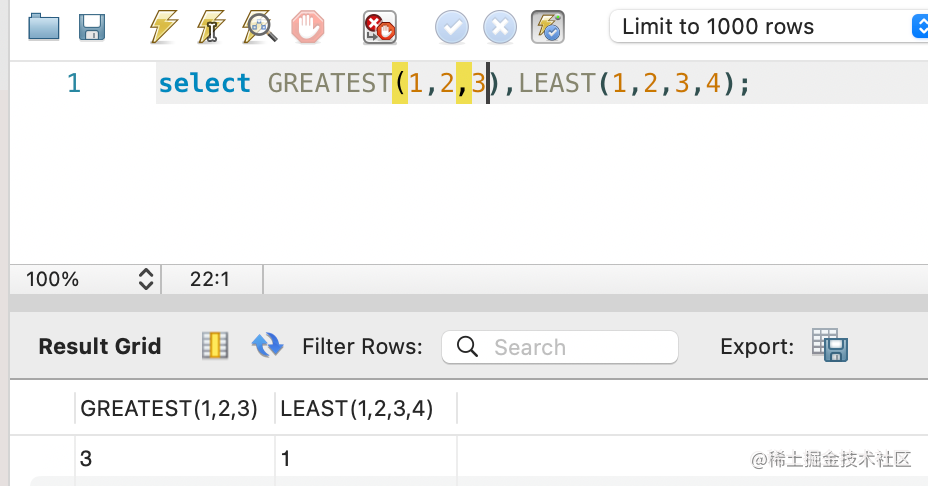 Limit to 1000 rows
1 select GREATEST(1,2,3),LEAST(1,2,3,4);
100% 22:1
Result Grid Filter Rows: Search Export:
GREATEST(1,2,3) LEAST(1,2,3,4)
3 1
@稀土掘金技术社区